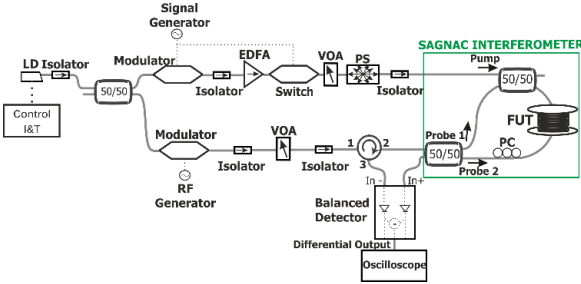 Signal
Generator
SAGNAC INTERFEROMETER
LD Isolator
Modulator
EDFA
VOA
PS
Pump
50/50
50/50
Isolator
Switch
Isolator
Control
I&T
FUT
Modulator
VOA
1
2
3
Probe 1
PC
50/50
Isolator
Isolator
Probe 2
RF
Generator
In -
In+
Balanced
Detector
Differential Output
Oscilloscope